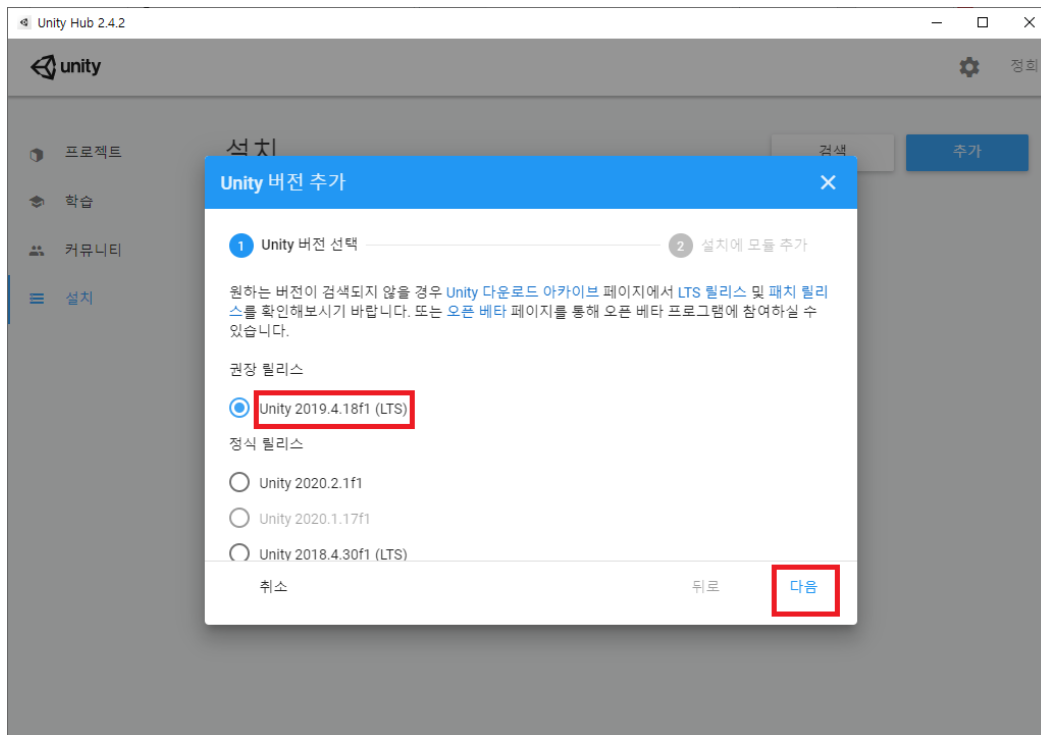 Unity Hub 2.4.2
unity
정희
프로젝트
학습
커뮤니티
설치
설치
검색
추가
Unity 버전 추가
1 Unity 버전 선택
2 설치에 모듈 추가
원하는 버전이 검색되지 않을 경우 Unity 다운로드 아카이브 페이지에서 LTS 릴리스 및 패치 릴리
스를 확인해보시기 바랍니다. 또는 오픈 베타 페이지를 통해 오픈 베타 프로그램에 참여하실 수
있습니다.
권장 릴리스
Unity 2019.4.18f1 (LTS)
정식 릴리스
Unity 2020.2.1f1
Unity 2020.1.17f1
Unity 2018.4.30f1 (LTS)
취소
뒤로
다음